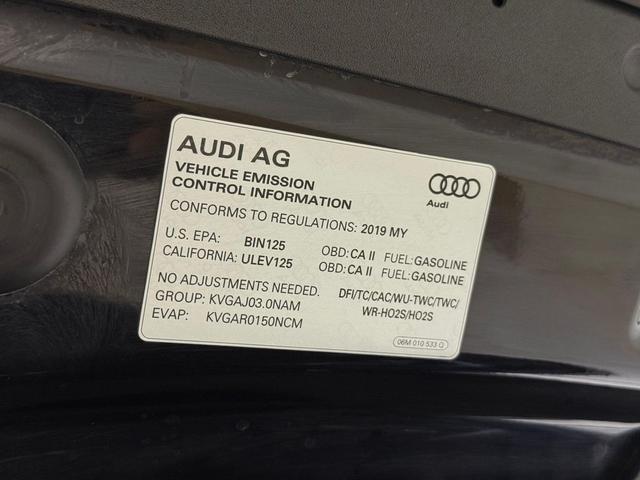 AUDI AG
VEHICLE EMISSION
CONTROL INFORMATION
Audi
CONFORMS TO REGULATIONS: 2019 MY
U.S. EPA: BIN125 OBD: CA II FUEL: GASOLINE
CALIFORNIA: ULEV125 OBD: CA II FUEL: GASOLINE
NO ADJUSTMENTS NEEDED.
GROUP: KVGAJ03.0NAM
EVAP: KVGAR0150NCM
DFI/TC/CAC/WU-TWC/TWC/
WR-HO2S/HO2S
06M 010 533 Q